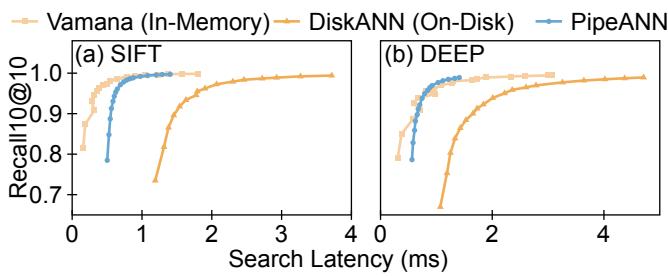 Vamana (In-Memory) DiskANN (On-Disk) PipeANN
(a) SIFT (b) DEEP
Recall10@10
1.0
0.9
0.8
0.7
0 1 2 3 4 0 2 4
Search Latency (ms)